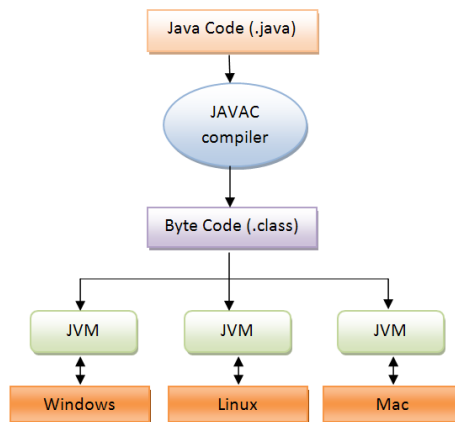 Java Code (.java)
JAVAC
compiler
Byte Code (.class)
JVM
JVM
JVM
Windows
Linux
Mac